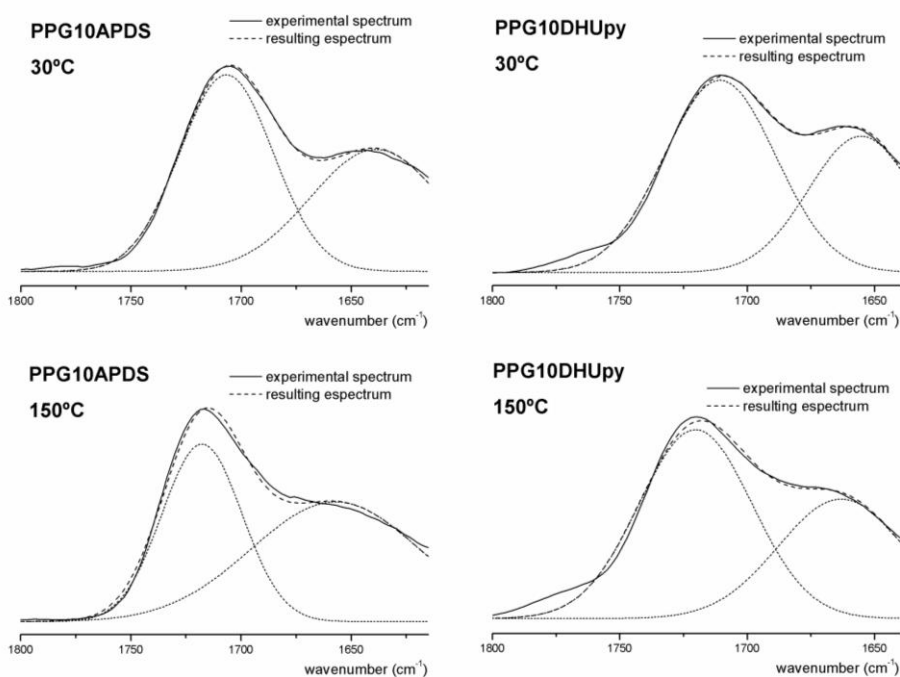 PPG10APDS
30ºC
experimental spectrum
resulting espectrum
1800 1750 1700 1650
wavenumber (cm⁻¹)
PPG10DHUpy
30ºC
experimental spectrum
resulting espectrum
1800 1750 1700 1650
wavenumber (cm⁻¹)
PPG10APDS
150ºC
experimental spectrum
resulting espectrum
1800 1750 1700 1650
wavenumber (cm⁻¹)
PPG10DHUpy
150ºC
experimental spectrum
resulting espectrum
1800 1750 1700 1650
wavenumber (cm⁻¹)